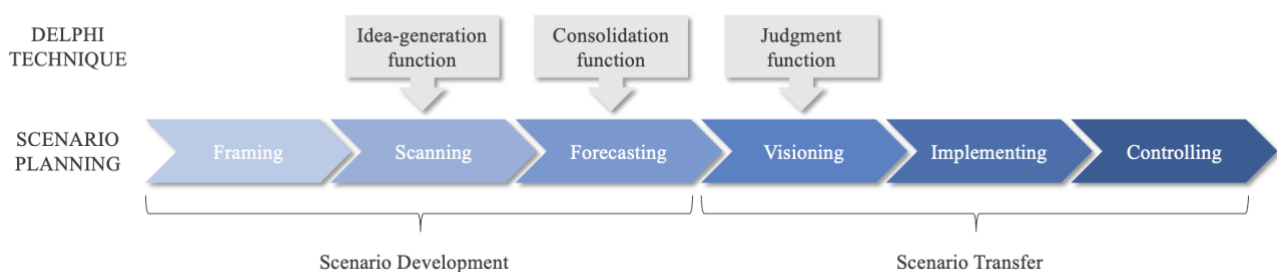 DELPHI
TECHNIQUE
Idea-generation
function
Consolidation
function
Judgment
function
SCENARIO
PLANNING
Framing
Scanning
Forecasting
Visioning
Implementing
Controlling
Scenario Development
Scenario Transfer